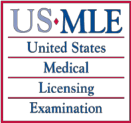 US♦MLE
United States
Medical
Licensing
Examination